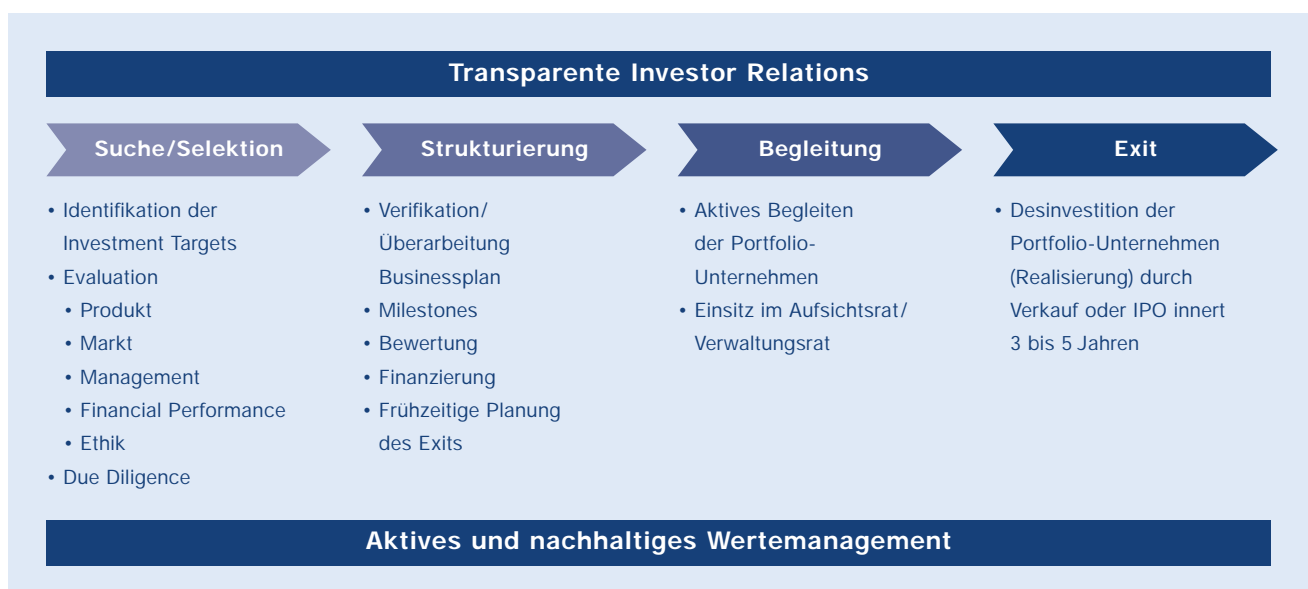 Transparente Investor Relations
Suche/Selektion
• Identifikation der
Investment Targets
• Evaluation
• Produkt
• Markt
• Management
• Financial Performance
• Ethik
• Due Diligence
Strukturierung
• Verifikation/
Überarbeitung
Businessplan
• Milestones
• Bewertung
• Finanzierung
• Frühzeitige Planung
des Exits
Begleitung
• Aktives Begleiten
der Portfolio-
Unternehmen
• Einsitz im Aufsichtsrat/
Verwaltungsrat
Exit
• Desinvestition der
Portfolio-Unternehmen
(Realisierung) durch
Verkauf oder IPO innert
3 bis 5 Jahren
Aktives und nachhaltiges Wertemanagement